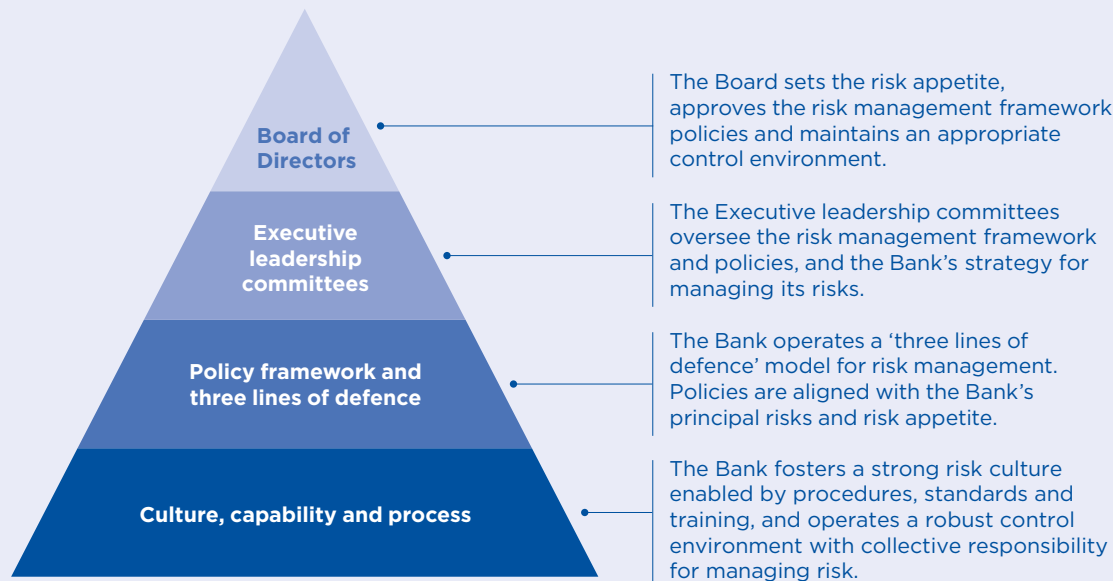 Board of
Directors
The Board sets the risk appetite,
approves the risk management framework
policies and maintains an appropriate
control environment.
Executive
leadership
committees
The Executive leadership committees
oversee the risk management framework
and policies, and the Bank’s strategy for
managing its risks.
Policy framework and
three lines of defence
The Bank operates a ‘three lines of
defence’ model for risk management.
Policies are aligned with the Bank’s
principal risks and risk appetite.
Culture, capability and process
The Bank fosters a strong risk culture
enabled by procedures, standards and
training, and operates a robust control
environment with collective responsibility
for managing risk.